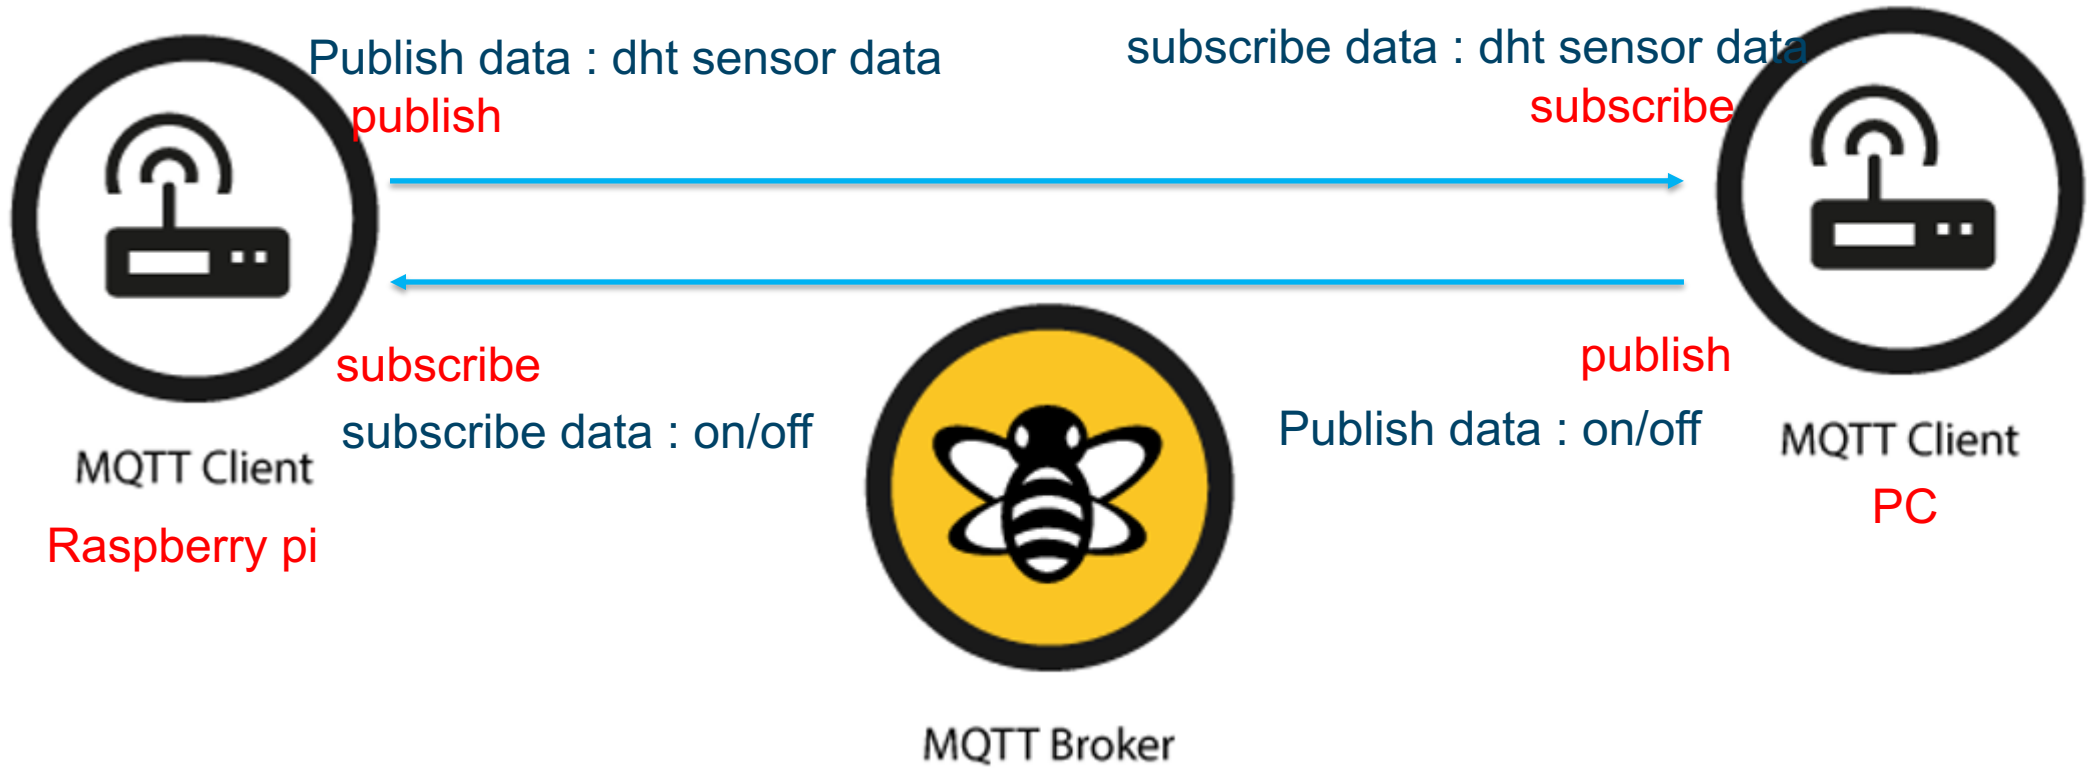 Publish data : dht sensor data
publish
subscribe data : dht sensor data
subscribe
subscribe
subscribe data : on/off
publish
Publish data : on/off
MQTT Client
Raspberry pi
MQTT Client
PC
MQTT Broker